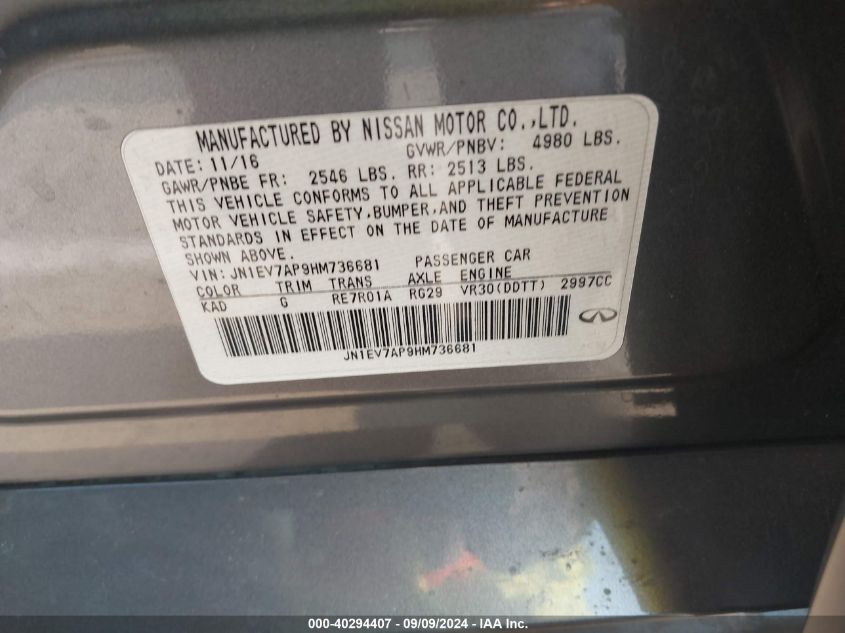 MANUFACTURED BY NISSAN MOTOR CO.,LTD.
DATE: 11/16 GVWR/PNBV: 4980 LBS.
GAWR/PNBE FR: 2546 LBS. RR: 2513 LBS.
THIS VEHICLE CONFORMS TO ALL APPLICABLE FEDERAL
MOTOR VEHICLE SAFETY,BUMPER,AND THEFT PREVENTION
STANDARDS IN EFFECT ON THE DATE OF MANUFACTURE
SHOWN ABOVE.
VIN: JN1EV7AP9HM736681 PASSENGER CAR
COLOR TRIM TRANS AXLE ENGINE
KAD G RE7R01A RG29 VR30(DDTT) 2997CC
JN1EV7AP9HM736681
000-40294407 - 09/09/2024 - IAA Inc.